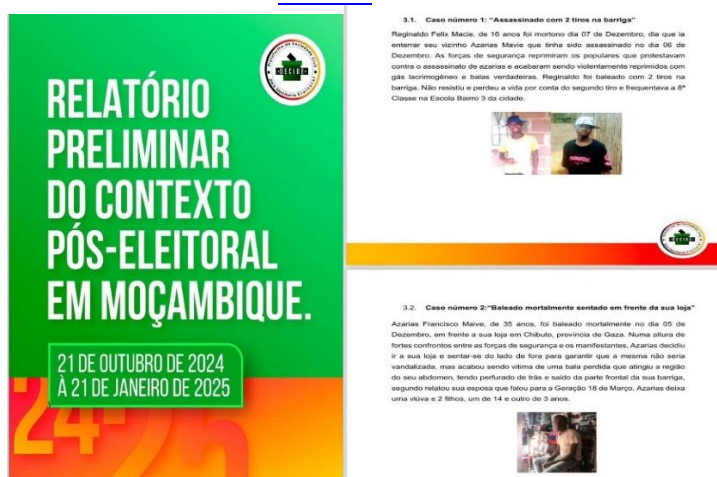 RELATÓRIO
PRELIMINAR
DO CONTEXTO
PÓS-ELEITORAL
EM MOÇAMBIQUE.
21 DE OUTUBRO DE 2024
À 21 DE JANEIRO DE 2025
24-
25
DECIDE
3.1. Caso número 1: “Assassinado com 2 tiros na barriga”
Reginaldo Felix Macie, de 16 anos foi mortono dia 07 de Dezembro, dia que ia
enterrar seu vizinho Azarias Mavie que tinha sido assassinado no dia 06 de
Dezembro. As forças de segurança reprimiram os populares que protestavam
contra o assassinato de azarias e acabaram sendo violentamente reprimidos com
gás lacrimogêneo e balas verdadeiras. Reginaldo foi baleado com 2 tiros na
barriga. Não resistiu e perdeu a vida por conta do segundo tiro e frequentava a 8ª
Classe na Escola Bairro 3 da cidade.
DECIDE
3.2. Caso número 2:“Baleado mortalmente sentado em frente da sua loja”
Azarias Francisco Maive, de 35 anos, foi baleado mortalmente no dia 05 de
Dezembro, em frente a sua loja em Chibuto, província de Gaza. Numa altura de
fortes confrontos entre as forças de segurança e os manifestantes, Azarias decidiu
ir a sua loja e sentar-se do lado de fora para garantir que a mesma não seria
vandalizada, mas acabou sendo vitima de uma bala perdida que atingiu a região
do seu abdomen, tendo perfurado de trás e saido da parte frontal da sua barriga,
segundo relatou sua esposa que falou para a Geração 18 de Março. Azarias deixa
uma viúva e 2 filhos, um de 14 e outro de 3 anos.